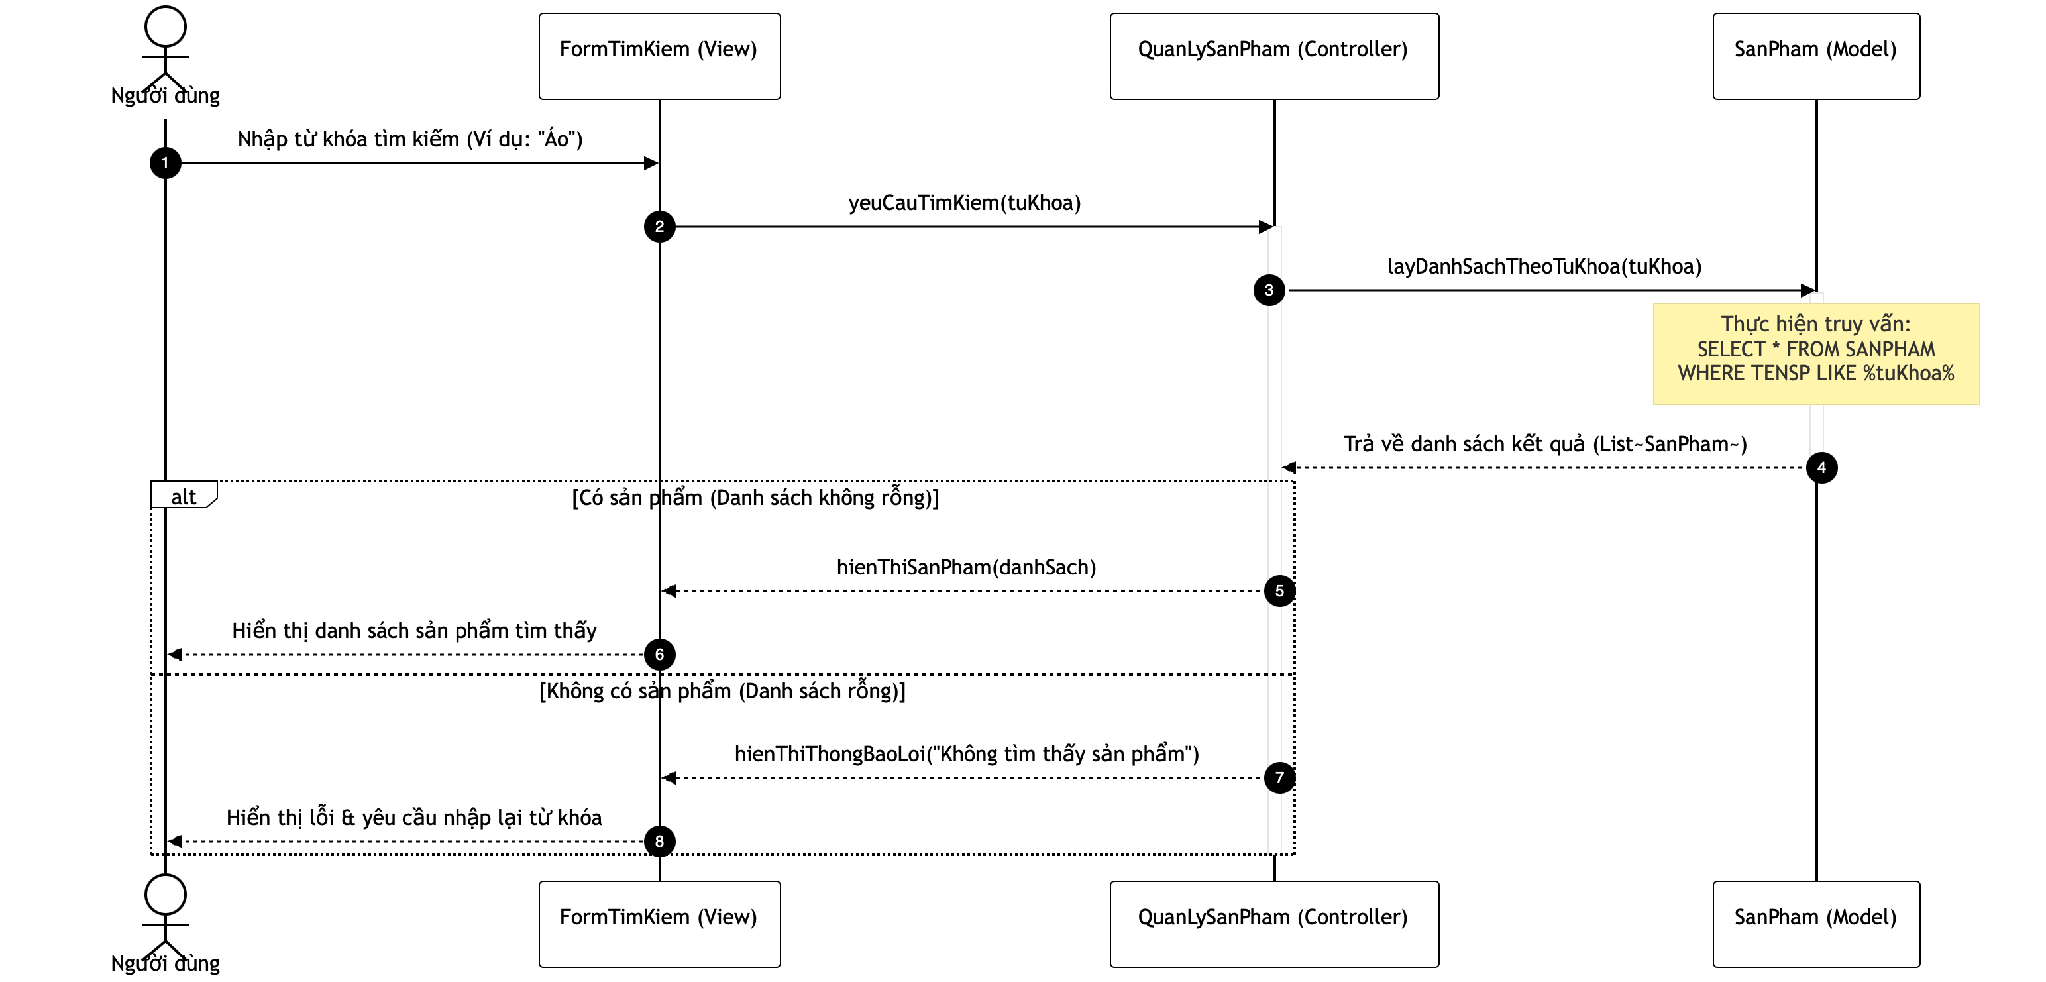 Người dùng
FormTimKiem (View)
QuanLySanPham (Controller)
SanPham (Model)
Nhập từ khóa tìm kiếm (Ví dụ: "Áo")
1
yeuCauTimKiem(tuKhoa)
2
layDanhSachTheoTuKhoa(tuKhoa)
3
Thực hiện truy vấn:
SELECT * FROM SANPHAM
WHERE TENSP LIKE %tuKhoa%
Trả về danh sách kết quả (List~SanPham~)
4
alt
[Có sản phẩm (Danh sách không rỗng)]
hienThiSanPham(danhSach)
5
Hiển thị danh sách sản phẩm tìm thấy
6
[Không có sản phẩm (Danh sách rỗng)]
hienThiThongBaoLoi("Không tìm thấy sản phẩm")
7
Hiển thị lỗi & yêu cầu nhập lại từ khóa
8
Người dùng
FormTimKiem (View)
QuanLySanPham (Controller)
SanPham (Model)